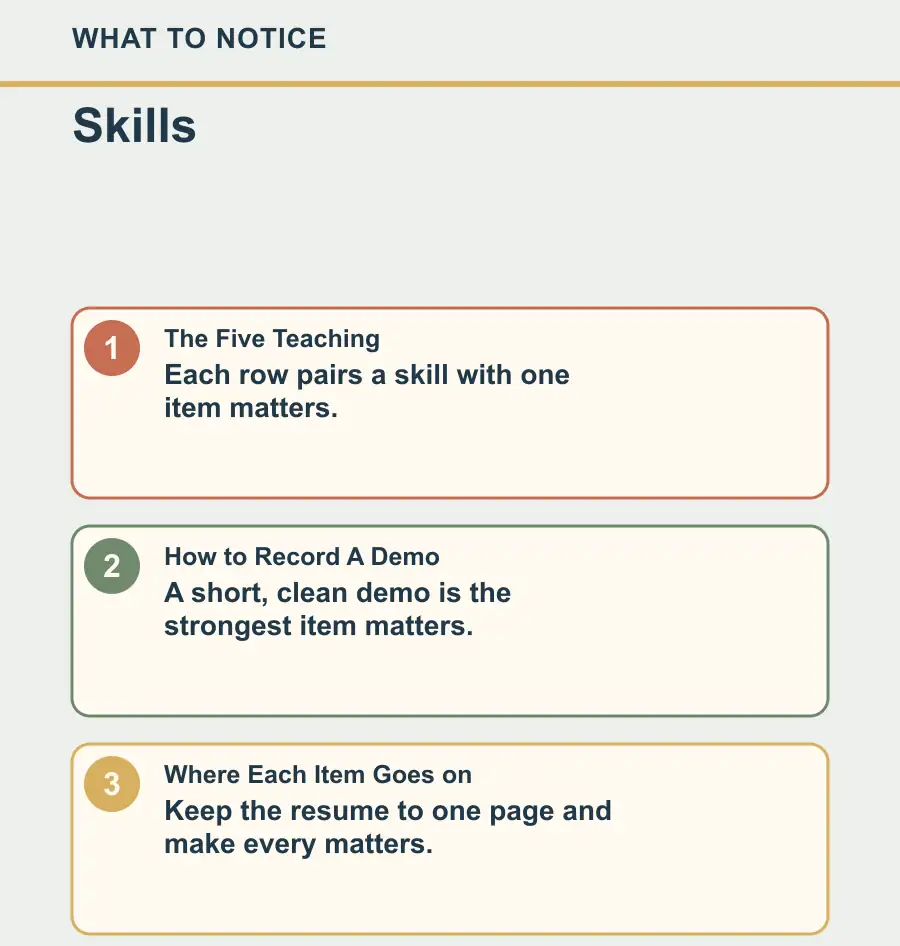 WHAT TO NOTICE
Skills
1
The Five Teaching
Each row pairs a skill with one
item matters.
2
How to Record A Demo
A short, clean demo is the
strongest item matters.
3
Where Each Item Goes on
Keep the resume to one page and
make every matters.